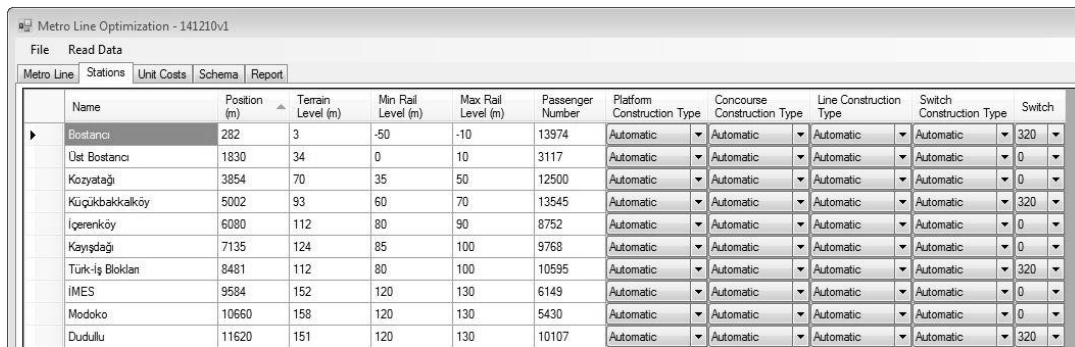 Metro Line Optimization - 141210v1
File Read Data
Metro Line Stations Unit Costs Schema Report
Name Position (m) Terrain Level (m) Min Rail Level (m) Max Rail Level (m) Passenger Number Platform Construction Type Concourse Construction Type Line Construction Type Switch Construction Type Switch
Bostancı 282 3 -50 -10 13974 Automatic Automatic Automatic Automatic 320
Üst Bostancı 1830 34 0 10 3117 Automatic Automatic Automatic Automatic 0
Kozyatağı 3854 70 35 50 12500 Automatic Automatic Automatic Automatic 0
Küçükbakkalköy 5002 93 60 70 13545 Automatic Automatic Automatic Automatic 320
İçerenköy 6080 112 80 90 8752 Automatic Automatic Automatic Automatic 0
Kayışdağı 7135 124 85 100 9768 Automatic Automatic Automatic Automatic 0
Türk-İş Blokları 8481 112 80 100 10595 Automatic Automatic Automatic Automatic 320
İMES 9584 152 120 130 6149 Automatic Automatic Automatic Automatic 0
Modoko 10660 158 120 130 5430 Automatic Automatic Automatic Automatic 0
Dudullu 11620 151 120 130 10107 Automatic Automatic Automatic Automatic 320